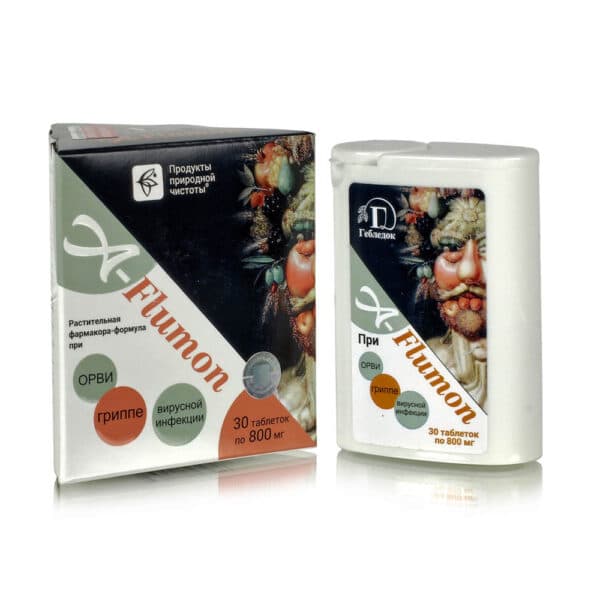 Продукты
природной
чистоты®
A-Flumon
Растительная
фармакора-формула
при
ОРВИ
гриппе
вирусной
инфекции
30 таблеток
по 800 мг
Гебледок
A-Flumon
При
ОРВИ
гриппе
вирусной
инфекции
30 таблеток
по 800 мг